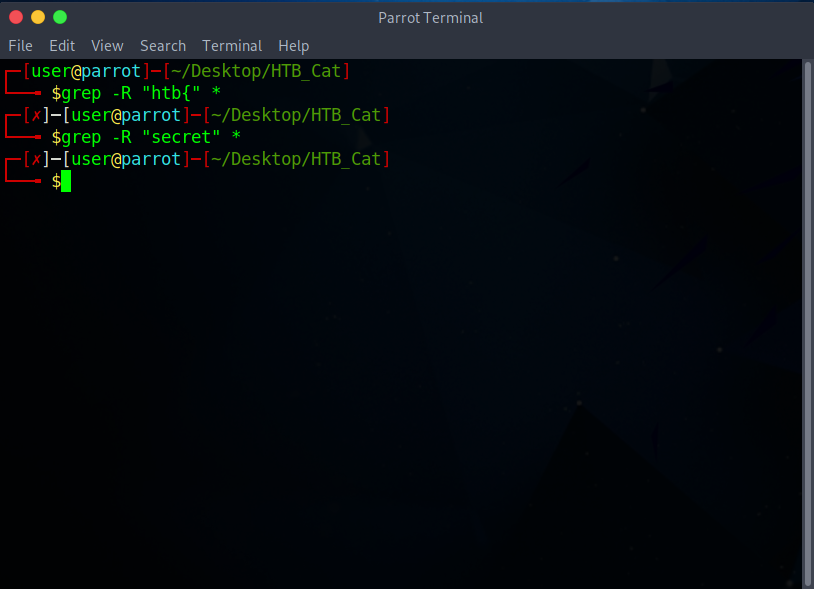 Parrot Terminal
File Edit View Search Terminal Help
┌─[user@parrot]─[~/Desktop/HTB_Cat]
└──╼ $grep -R "htb{" *
┌─[✗]─[user@parrot]─[~/Desktop/HTB_Cat]
└──╼ $grep -R "secret" *
┌─[✗]─[user@parrot]─[~/Desktop/HTB_Cat]
└──╼ $